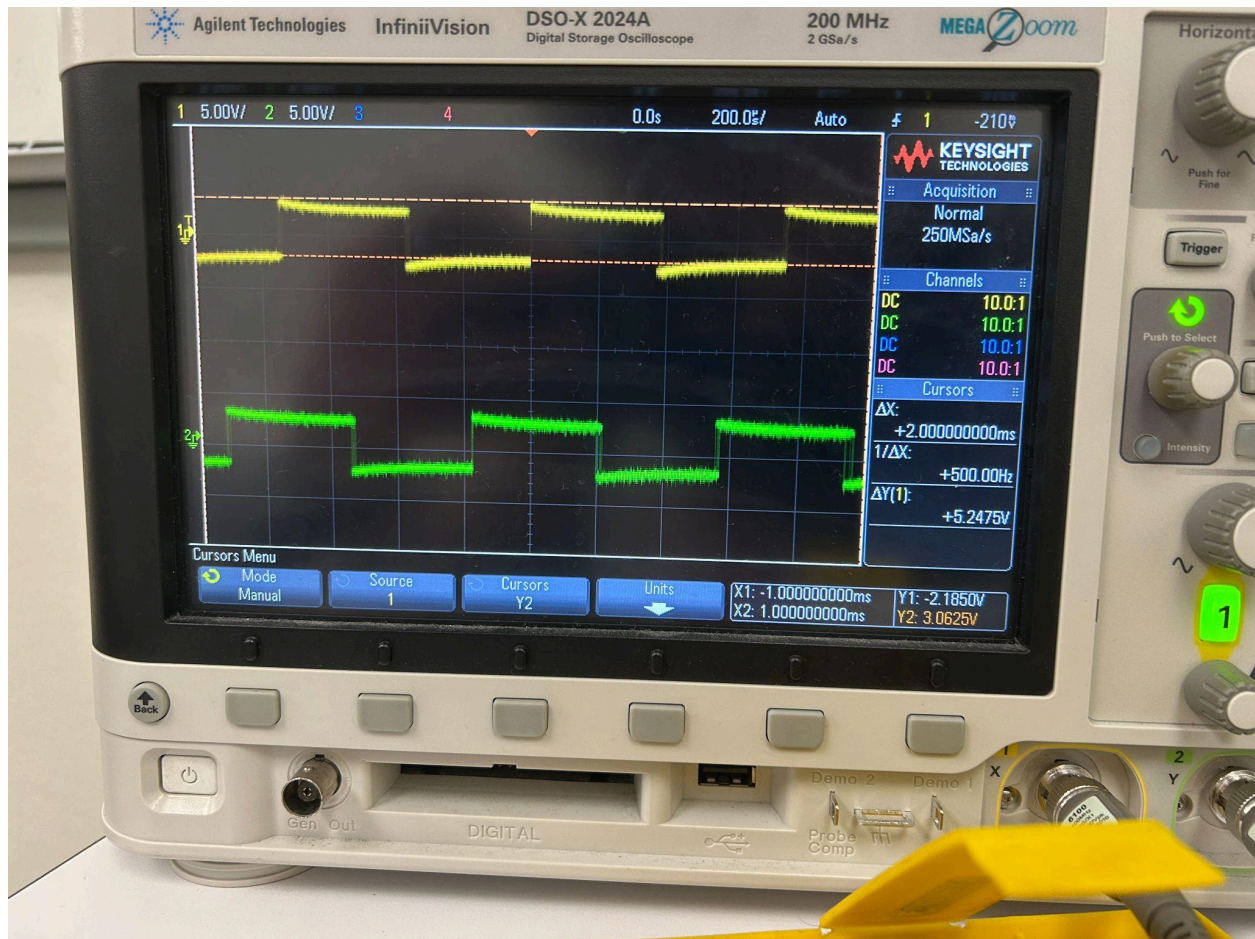 Agilent Technologies InfiniiVision DSO-X 2024A 200 MHz MEGA Zoom
Digital Storage Oscilloscope 2 GSa/s
Horizont
Push for
Fine
1 5.00V/ 2 5.00V/ 3 4 0.0s 200.0µs/ Auto 1 -210mV
KEYSIGHT
TECHNOLOGIES
Acquisition
Normal
250MSa/s
Channels
DC 10.0:1
DC 10.0:1
DC 10.0:1
DC 10.0:1
Cursors
ΔX:
+2.000000000ms
1/ΔX:
+500.00Hz
ΔY(1):
+5.2475V
T
1
2
Cursors Menu
Mode
Manual
Source
1
Cursors
Y2
Units
X1: -1.000000000ms
X2: 1.000000000ms
Y1: -2.1850V
Y2: 3.0625V
Trigger
Push to Select
Intensity
1
Back
Gen Out
DIGITAL
Demo 2 Demo 1
Probe
Comp
1
X
2
Y